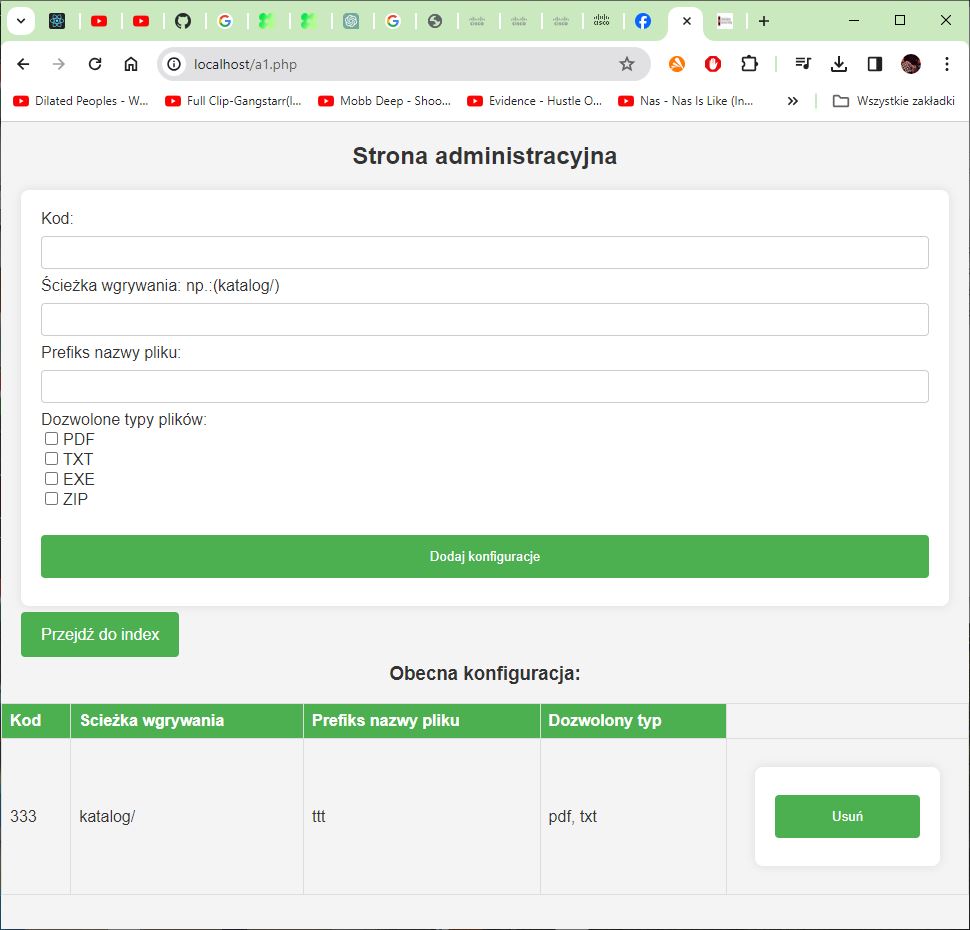 localhost/a1.php
Dilated Peoples - W...
Full Clip-Gangstarr(I...
Mobb Deep - Shoo...
Evidence - Hustle O...
Nas - Nas Is Like (In...
Wszystkie zakładki
Strona administracyjna
Kod:
Ścieżka wgrywania: np.:(katalog/)
Prefiks nazwy pliku:
Dozwolone typy plików:
PDF
TXT
EXE
ZIP
Dodaj konfiguracje
Przejdź do index
Obecna konfiguracja:
Kod Scieżka wgrywania Prefiks nazwy pliku Dozwolony typ
333 katalog/ ttt pdf, txt Usuń